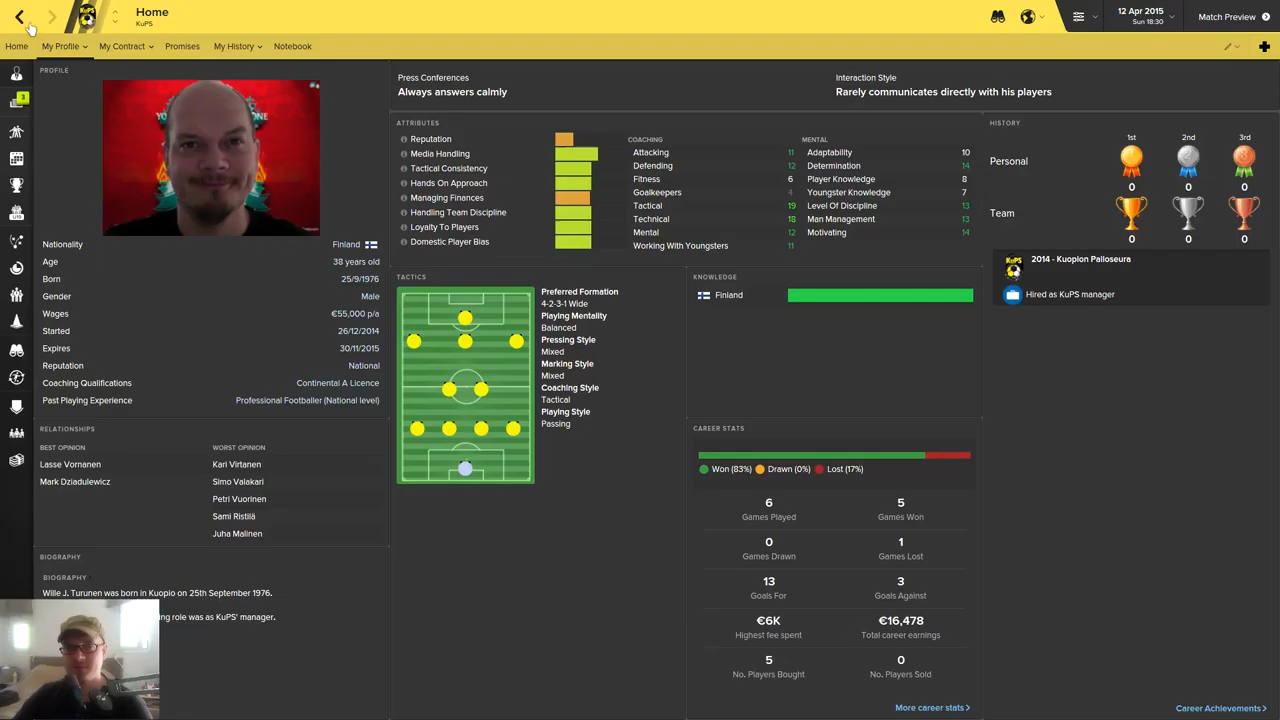 Home
KuPS
12 Apr 2015
Sun 18:30
Match Preview
Home
My Profile
My Contract
Promises
My History
Notebook
3
PROFILE
Nationality Finland
Age 38 years old
Born 25/9/1976
Gender Male
Wages €55,000 p/a
Started 26/12/2014
Expires 30/11/2015
Reputation National
Coaching Qualifications Continental A Licence
Past Playing Experience Professional Footballer (National level)
RELATIONSHIPS
BEST OPINION
Lasse Vornanen
Mark Dziadulewicz
WORST OPINION
Kari Virtanen
Simo Valakari
Petri Vuorinen
Sami Ristilä
Juha Malinen
BIOGRAPHY
BIOGRAPHY
Wille J. Turunen was born in Kuopio on 25th September 1976.
role was as KuPS' manager.
Press Conferences
Always answers calmly
Interaction Style
Rarely communicates directly with his players
ATTRIBUTES
Reputation
Media Handling
Tactical Consistency
Hands On Approach
Managing Finances
Handling Team Discipline
Loyalty To Players
Domestic Player Bias
COACHING
Attacking 11
Defending 12
Fitness 6
Goalkeepers 4
Tactical 19
Technical 18
Mental 12
Working With Youngsters 11
MENTAL
Adaptability 10
Determination 14
Player Knowledge 8
Youngster Knowledge 7
Level Of Discipline 13
Man Management 13
Motivating 14
TACTICS
Preferred Formation
4-2-3-1 Wide
Playing Mentality
Balanced
Pressing Style
Mixed
Marking Style
Mixed
Coaching Style
Tactical
Playing Style
Passing
KNOWLEDGE
Finland
CAREER STATS
Won (83%) Drawn (0%) Lost (17%)
6 5
Games Played Games Won
0 1
Games Drawn Games Lost
13 3
Goals For Goals Against
€6K €16,478
Highest fee spent Total career earnings
5 0
No. Players Bought No. Players Sold
More career stats
HISTORY
1st 2nd 3rd
Personal
0 0 0
Team
0 0 0
2014 - Kuopion Palloseura
Hired as KuPS manager
Career Achievements